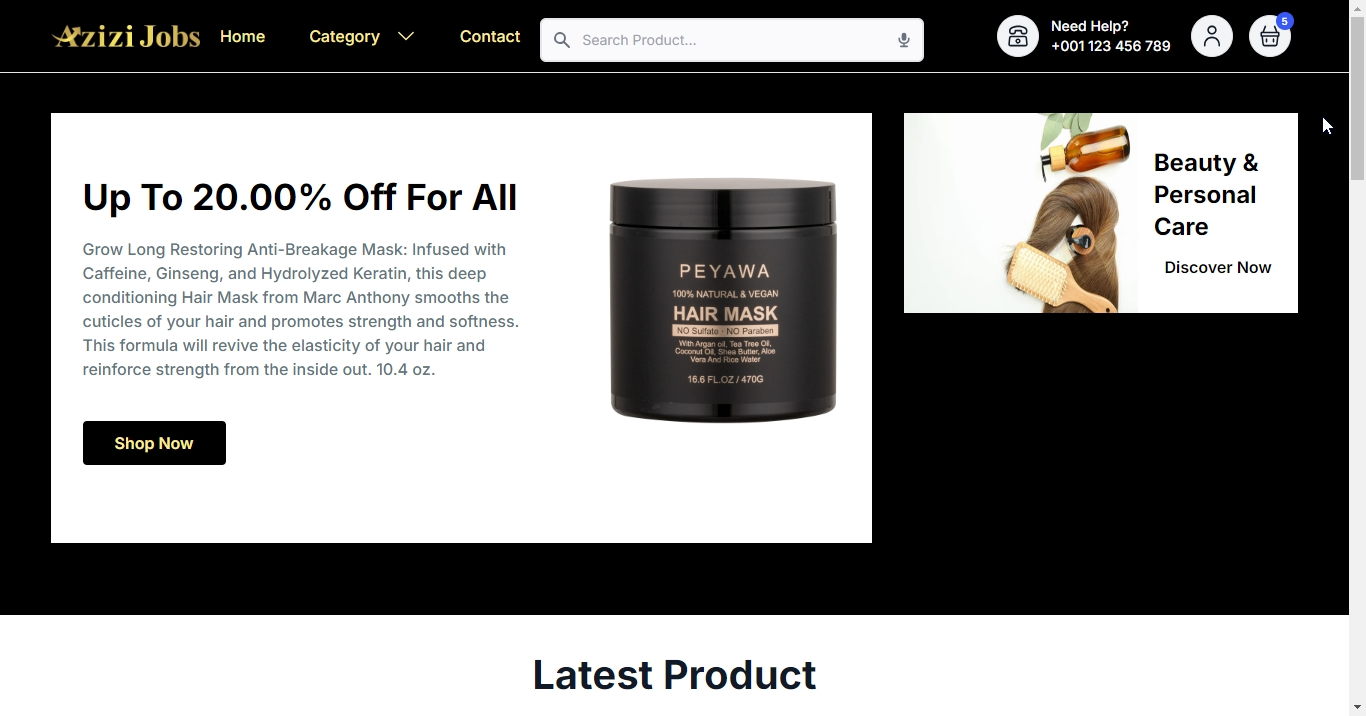 Azizi Jobs
Home
Category
Contact
Search Product...
Need Help?
+001 123 456 789
5
Up To 20.00% Off For All
Grow Long Restoring Anti-Breakage Mask: Infused with
Caffeine, Ginseng, and Hydrolyzed Keratin, this deep
conditioning Hair Mask from Marc Anthony smooths the
cuticles of your hair and promotes strength and softness.
This formula will revive the elasticity of your hair and
reinforce strength from the inside out. 10.4 oz.
Shop Now
PEYAWA
100% NATURAL & VEGAN
HAIR MASK
NO Sulfate - NO Paraben
With Argan oil, Tea Tree Oil,
Coconut Oil, Shea Butter, Aloe
Vera And Rice Water
16.6 FL.OZ / 470G
Beauty &
Personal
Care
Discover Now
Latest Product